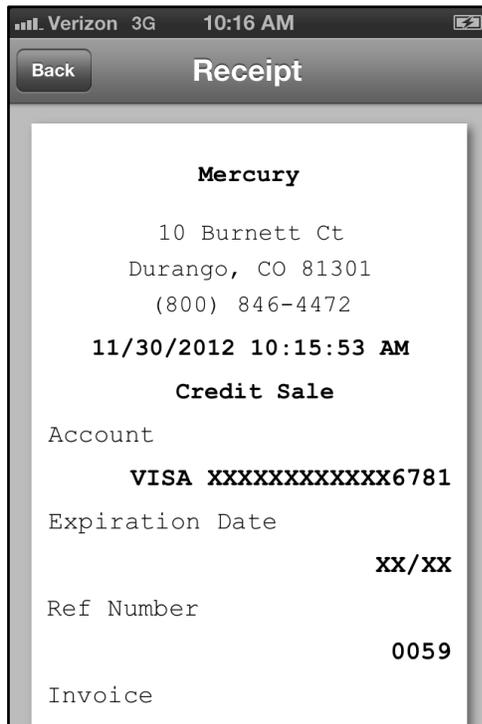 Verizon 3G 10:16 AM
Back Receipt
Mercury
10 Burnett Ct
Durango, CO 81301
(800) 846-4472
11/30/2012 10:15:53 AM
Credit Sale
Account
VISA XXXXXXXXXXXX6781
Expiration Date
XX/XX
Ref Number
0059
Invoice